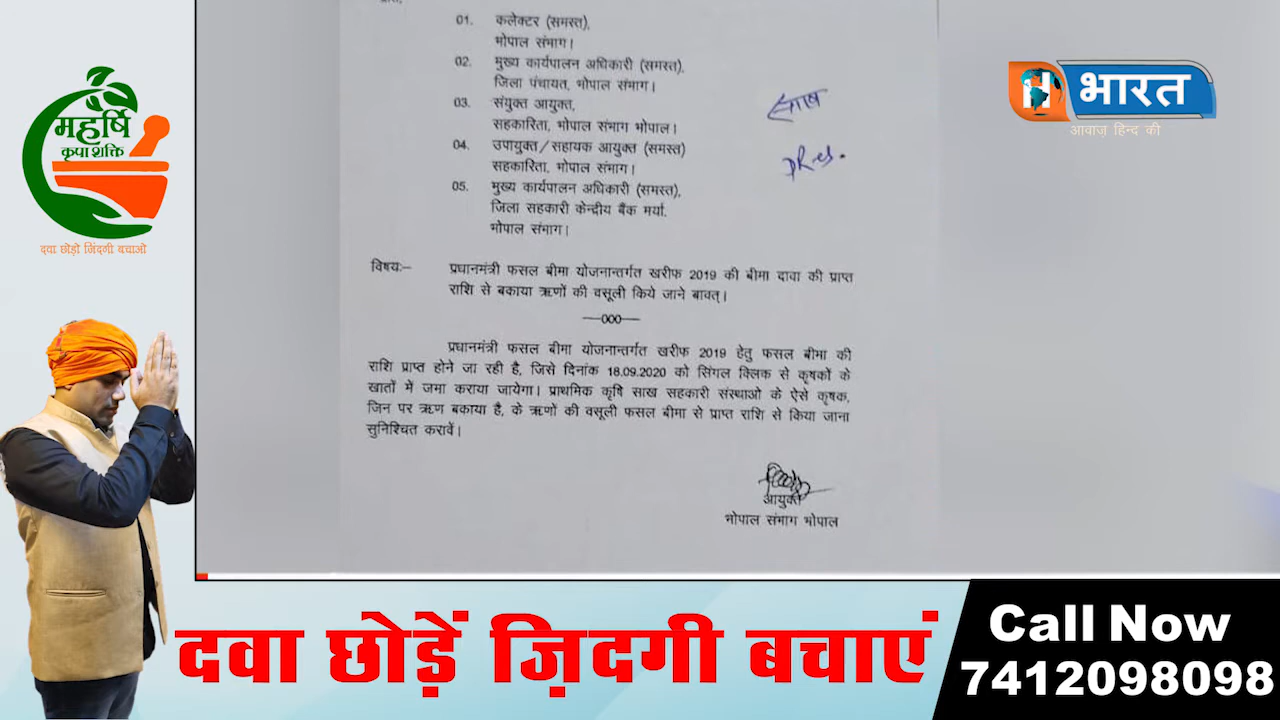 01. कलेक्टर (समस्त),
भोपाल संभाग।
02. मुख्य कार्यपालन अधिकारी (समस्त),
जिला पंचायत, भोपाल संभाग।
03. संयुक्त आयुक्त,
सहकारिता, भोपाल संभाग भोपाल।
04. उपायुक्त/सहायक आयुक्त (समस्त)
सहकारिता, भोपाल संभाग।
05. मुख्य कार्यपालन अधिकारी (समस्त),
जिला सहकारी केन्दीय बैंक मर्या.
भोपाल संभाग।
विषयः— प्रधानमंत्री फसल बीमा योजनान्तर्गत खरीफ 2019 की बीमा दावा की प्राप्त
राशि से बकाया ऋणों की वसूली किये जाने बावत्।
—000—
प्रधानमंत्री फसल बीमा योजनान्तर्गत खरीफ 2019 हेतु फसल बीमा की
राशि प्राप्त होने जा रही है, जिसे दिनांक 18.09.2020 को सिंगल क्लिक से कृषकों के
खातों में जमा कराया जायेगा। प्राथमिक कृषि साख सहकारी संस्थाओ के ऐसे कृषक,
जिन पर ऋण बकाया है, के ऋणों की वसूली फसल बीमा से प्राप्त राशि से किया जाना
सुनिश्चित करावें।
आयुक्त
भोपाल संभाग भोपाल
महर्षि
कृपा शक्ति
दवा छोड़ो जिंदगी बचाओ
H भारत
आवाज़ हिन्द की
दवा छोड़ें ज़िदगी बचाएं
Call Now
7412098098